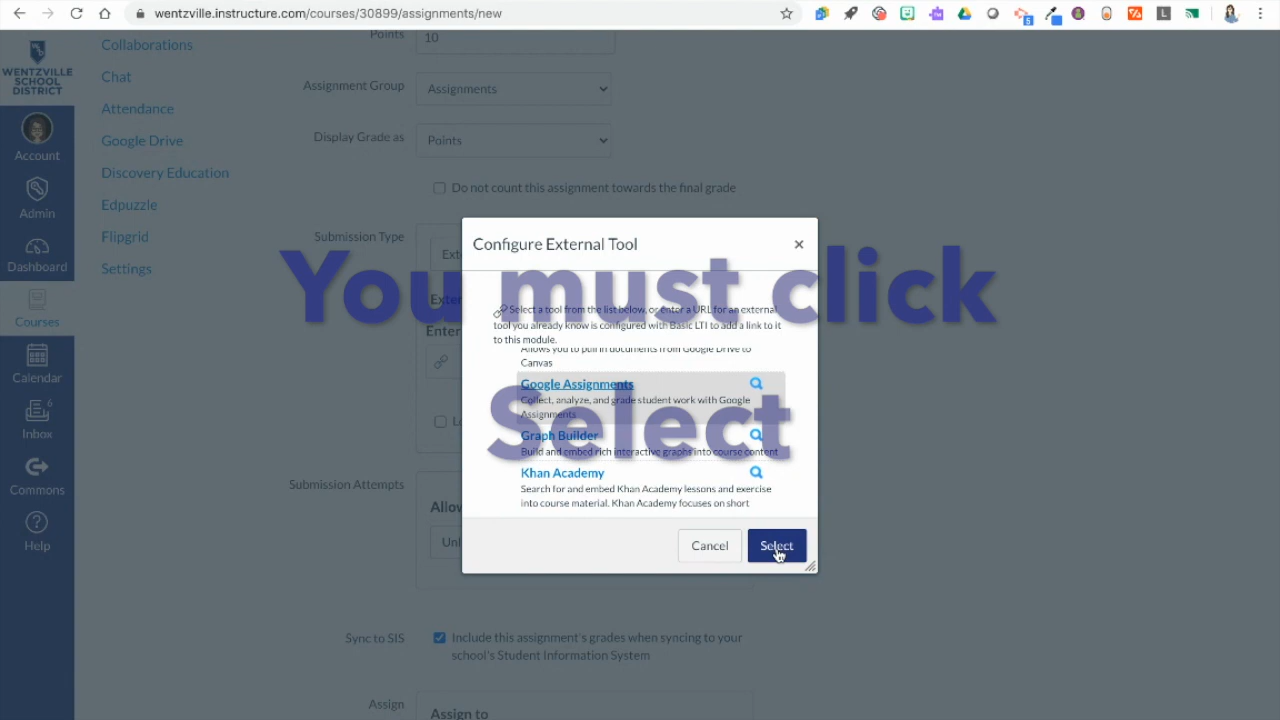 wentzville.instructure.com/courses/30899/assignments/new
WENTZVILLE
SCHOOL
DISTRICT
Account
Admin
Dashboard
Courses
Calendar
6
Inbox
Commons
Help
Collaborations
Chat
Attendance
Google Drive
Discovery Education
Edpuzzle
Flipgrid
Settings
Points
10
Assignment Group
Assignments
Display Grade as
Points
Do not count this assignment towards the final grade
Submission Type
Enter
Submission Attempts
Sync to SIS
Include this assignment's grades when syncing to your
school's Student Information System
Assign
Assign to
Configure External Tool
×
Select a tool from the list below, or enter a URL for an external
tool you already know is configured with Basic LTI to add a link to it
to this module.
Allows you to pull in documents from Google Drive to
Canvas
Google Assignments
Collect, analyze, and grade student work with Google
Assignments
Graph Builder
Build and embed rich interactive graphs into course content
Khan Academy
Search for and embed Khan Academy lessons and exercise
into course material. Khan Academy focuses on short
Cancel
Select
You must click
Select